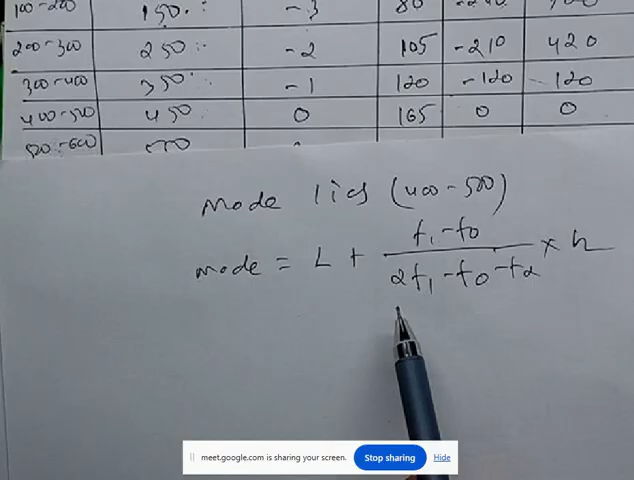 100-200 150 -3 80 -240
200-300 250 -2 105 -210 420
300-400 350 -1 120 -120 120
400-500 450 0 165 0 0
500-600
Mode lies (400-500)
mode = L + f1-f0 / 2f1-f0-f2 × h
meet.google.com is sharing your screen. Stop sharing Hide